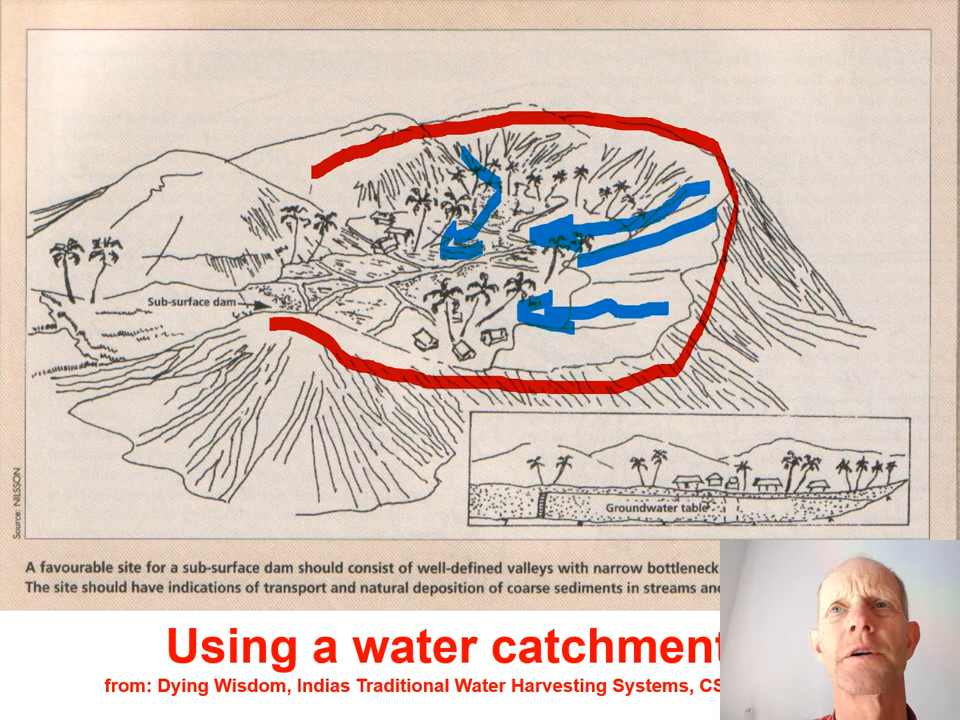 Sub-surface dam
Groundwater table
Source: NILSSON
A favourable site for a sub-surface dam should consist of well-defined valleys with narrow bottleneck
The site should have indications of transport and natural deposition of coarse sediments in streams
Using a water catchment
from: Dying Wisdom, Indias Traditional Water Harvesting Systems,